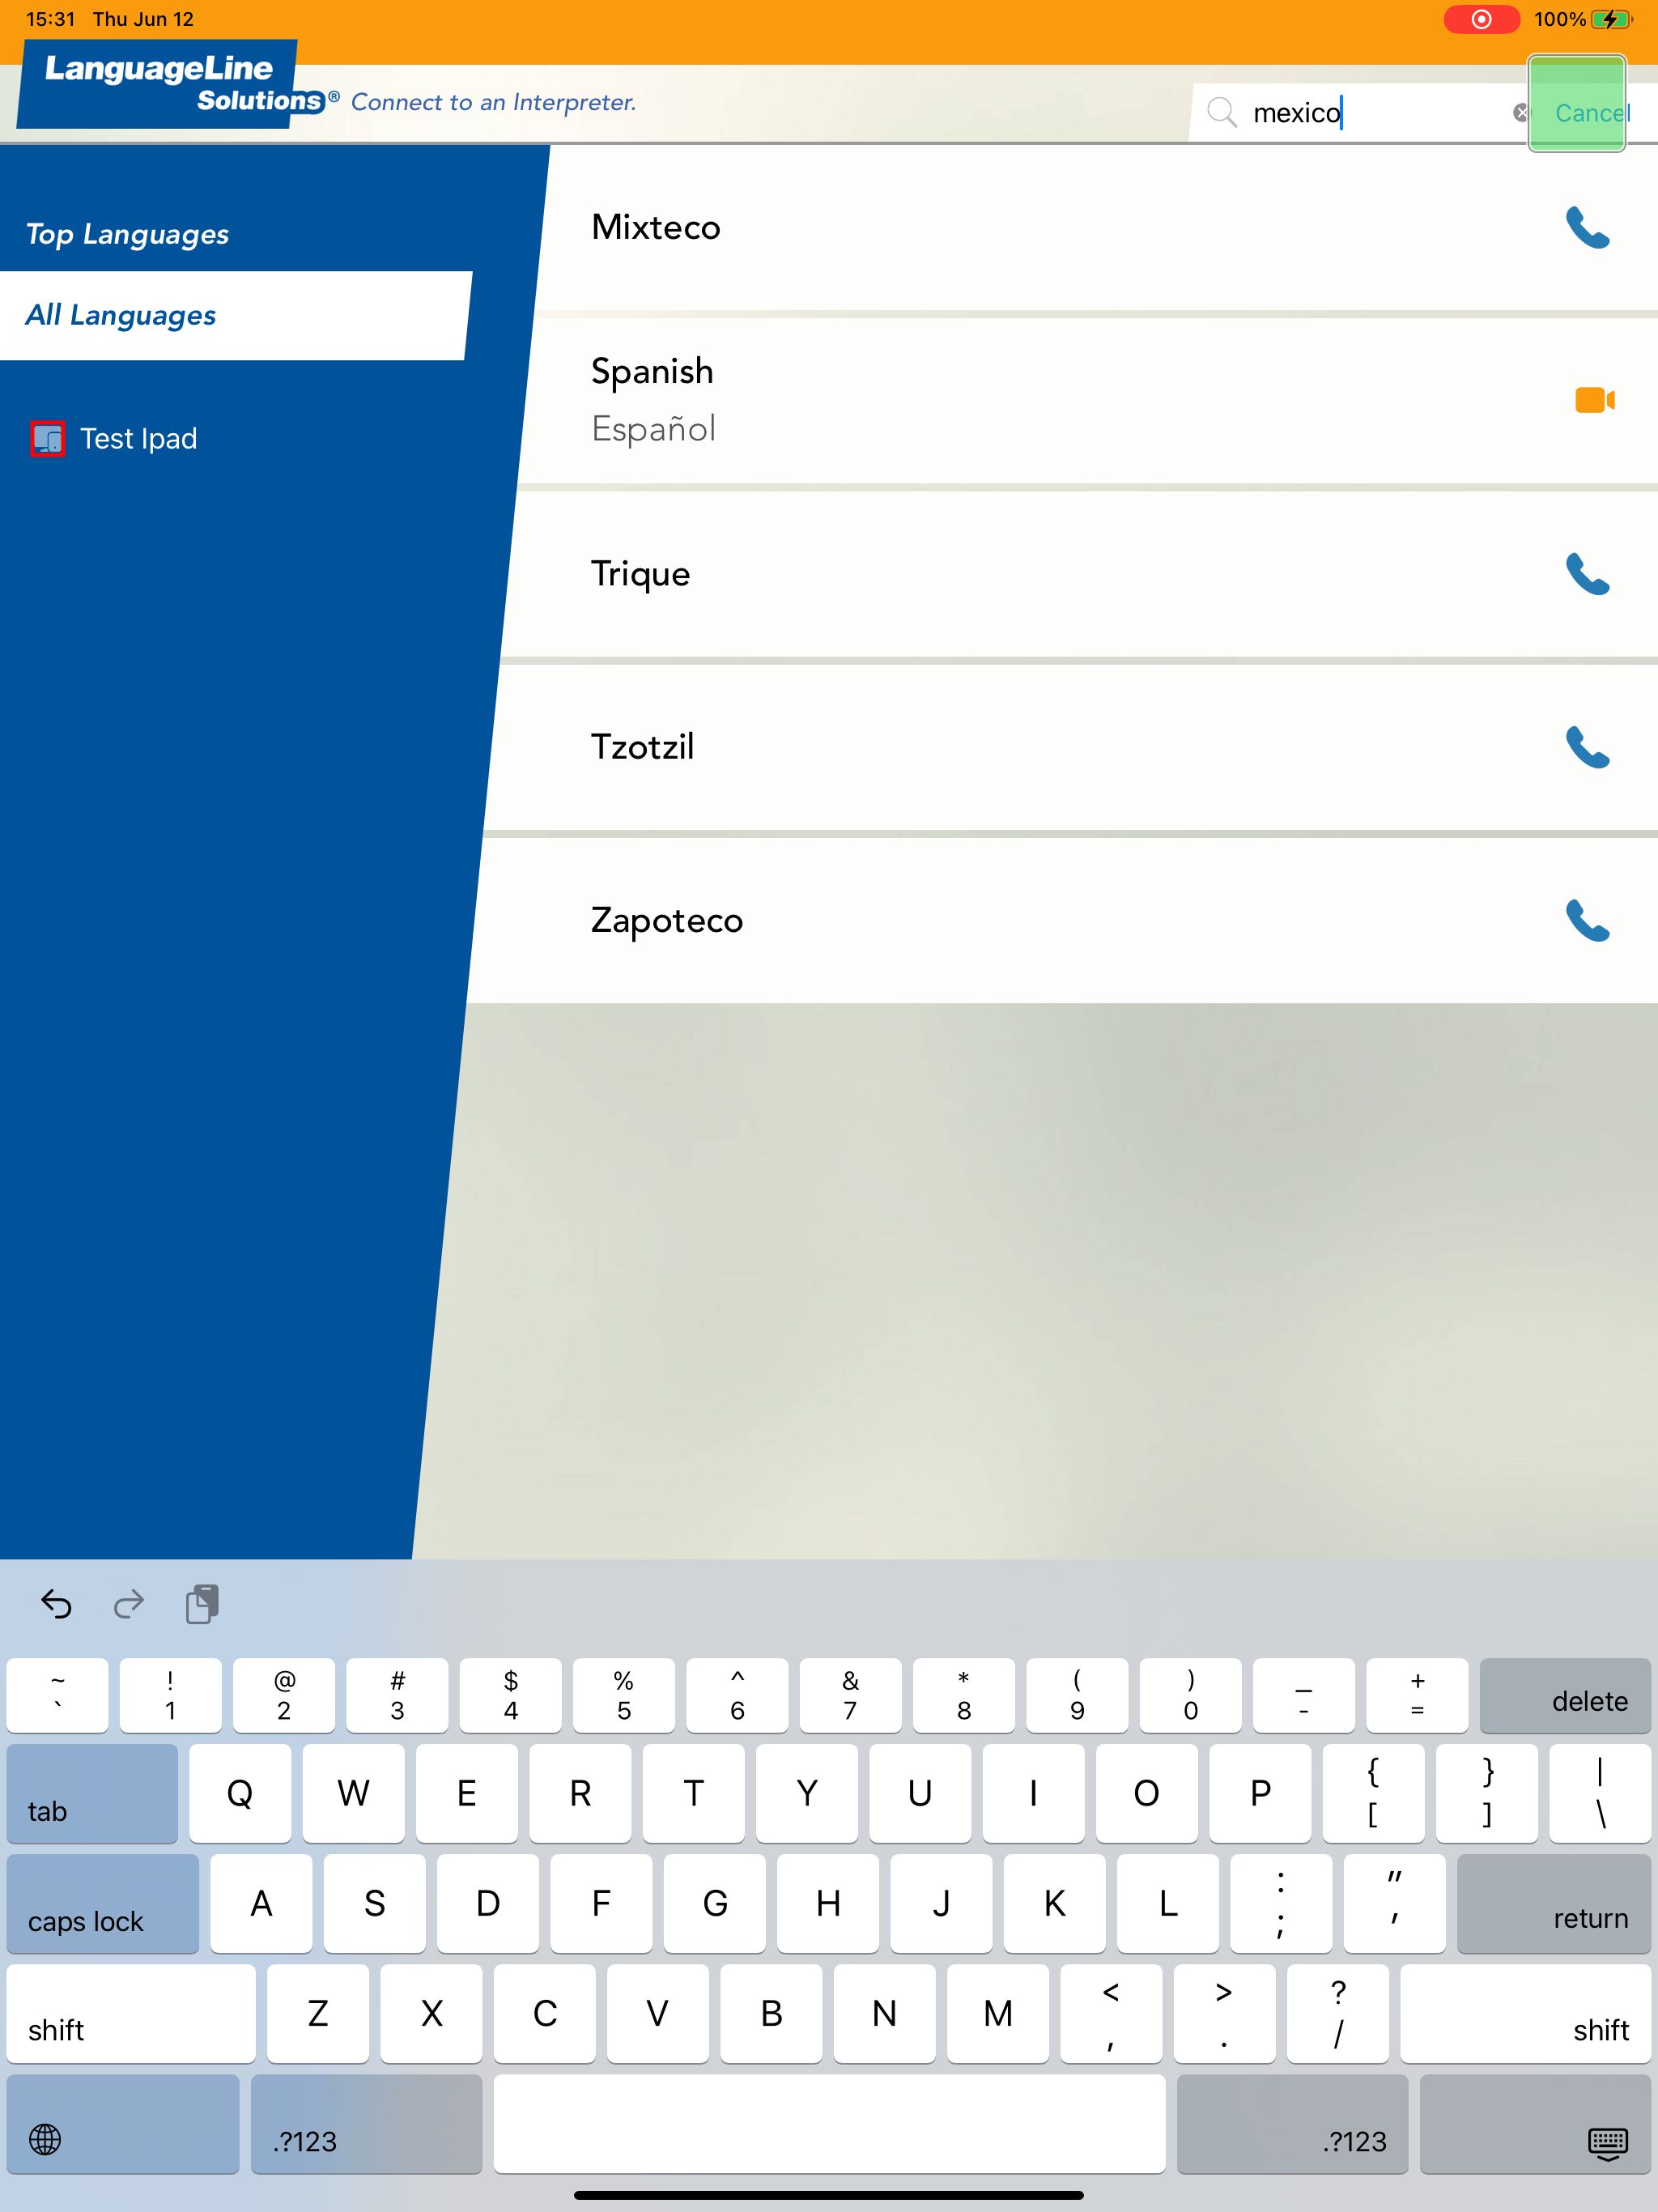 15:31 Thu Jun 12
100%
LanguageLine
Solutions® Connect to an Interpreter.
mexico
Cancel
Top Languages
All Languages
Test Ipad
Mixteco
Spanish
Español
Trique
Tzotzil
Zapoteco
~ ! @ # $ % ^ & * ( ) _ +
` 1 2 3 4 5 6 7 8 9 0 - = delete
tab Q W E R T Y U I O P { } |
[ ] \
caps lock A S D F G H J K L : "
; ' return
shift Z X C V B N M < > ?
, . / shift
.?123 .?123